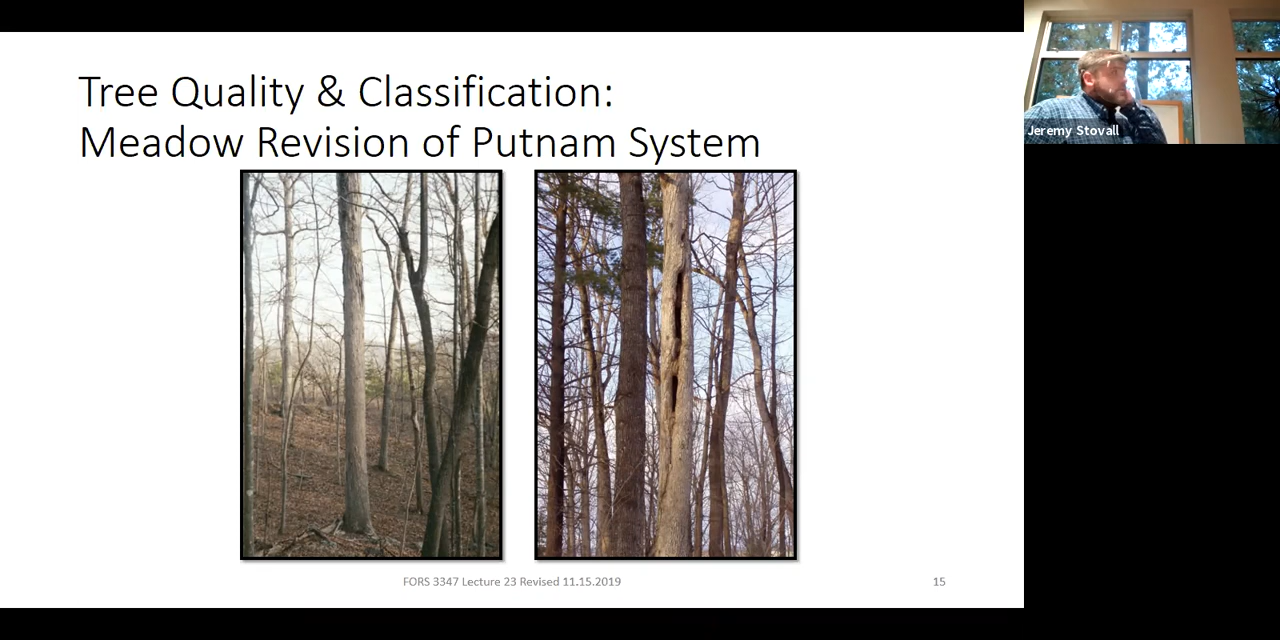 Tree Quality & Classification:
Meadow Revision of Putnam System
Jeremy Stovall
FORS 3347 Lecture 23 Revised 11.15.2019
15